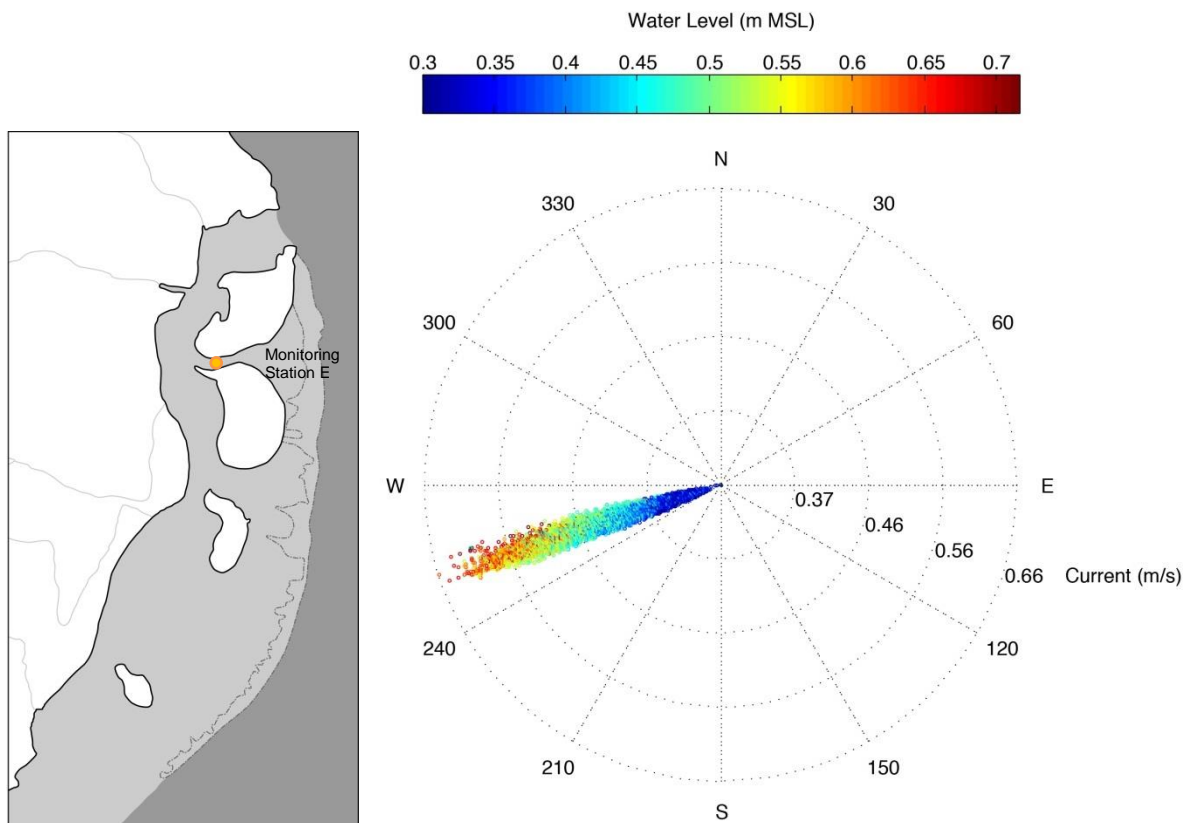 Water Level (m MSL)
0.3 0.35 0.4 0.45 0.5 0.55 0.6 0.65 0.7
Monitoring
Station E
N
330 30
300 60
W E
0.37
0.46
0.56
0.66 Current (m/s)
240 120
210 150
S